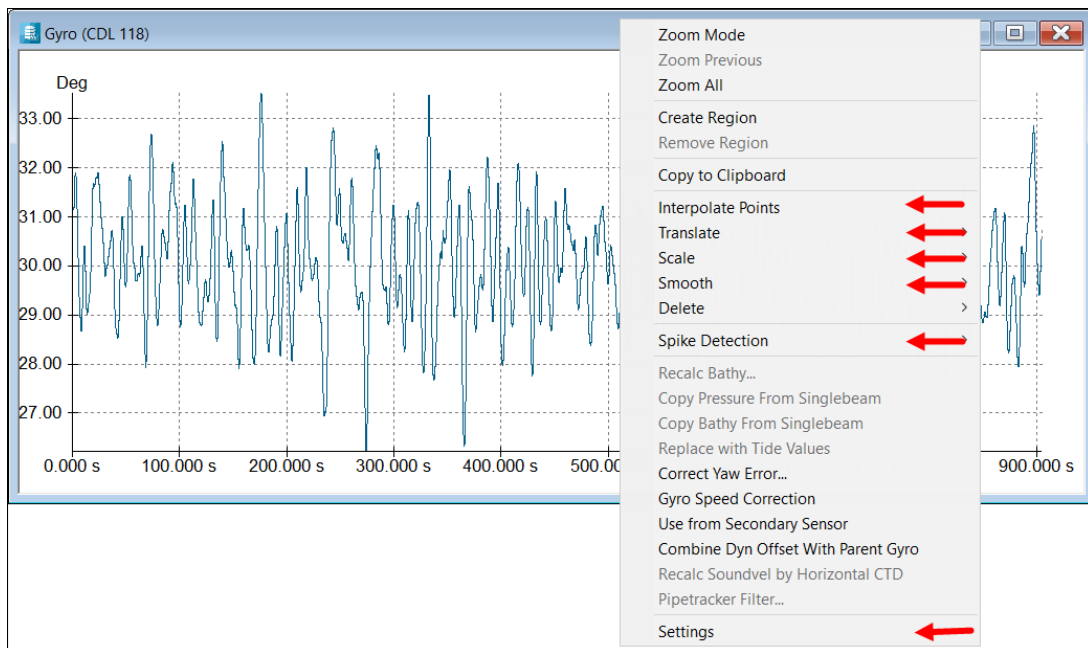 Gyro (CDL 118)
Deg
33.00
32.00
31.00
30.00
29.00
28.00
27.00
0.000 s 100.000 s 200.000 s 300.000 s 400.000 s 500.00 900.000 s
Zoom Mode
Zoom Previous
Zoom All
Create Region
Remove Region
Copy to Clipboard
Interpolate Points
Translate
Scale
Smooth
Delete
Spike Detection
Recalc Bathy...
Copy Pressure From Singlebeam
Copy Bathy From Singlebeam
Replace with Tide Values
Correct Yaw Error...
Gyro Speed Correction
Use from Secondary Sensor
Combine Dyn Offset With Parent Gyro
Recalc Soundvel by Horizontal CTD
Pipetracker Filter...
Settings